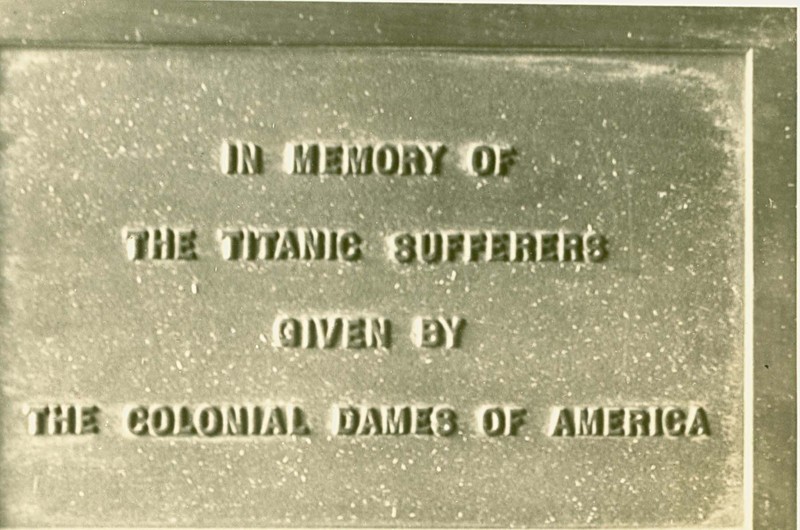 IN MEMORY OF
THE TITANIC SUFFERERS
GIVEN BY
THE COLONIAL DAMES OF AMERICA